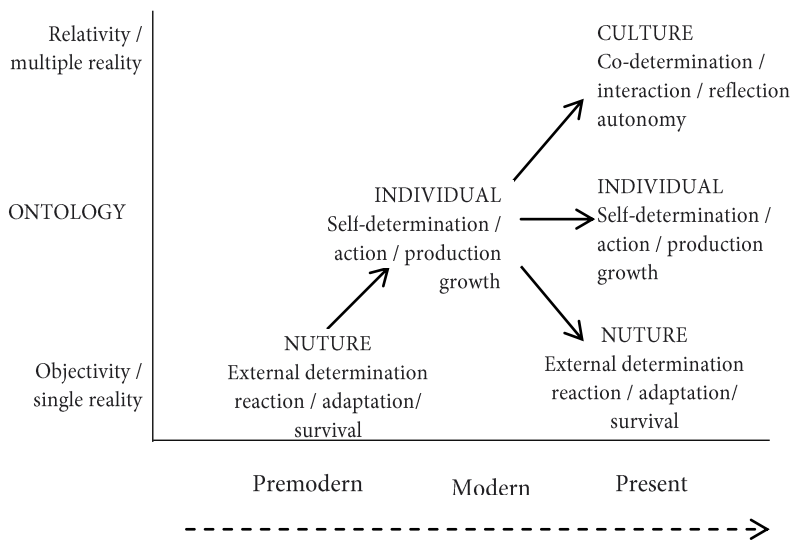 Relativity /
multiple reality
ONTOLOGY
Objectivity /
single reality
NUTURE
External determination
reaction / adaptation/
survival
INDIVIDUAL
Self-determination /
action / production
growth
CULTURE
Co-determination /
interaction / reflection
autonomy
INDIVIDUAL
Self-determination /
action / production
growth
NUTURE
External determination
reaction / adaptation/
survival
Premodern
Modern
Present